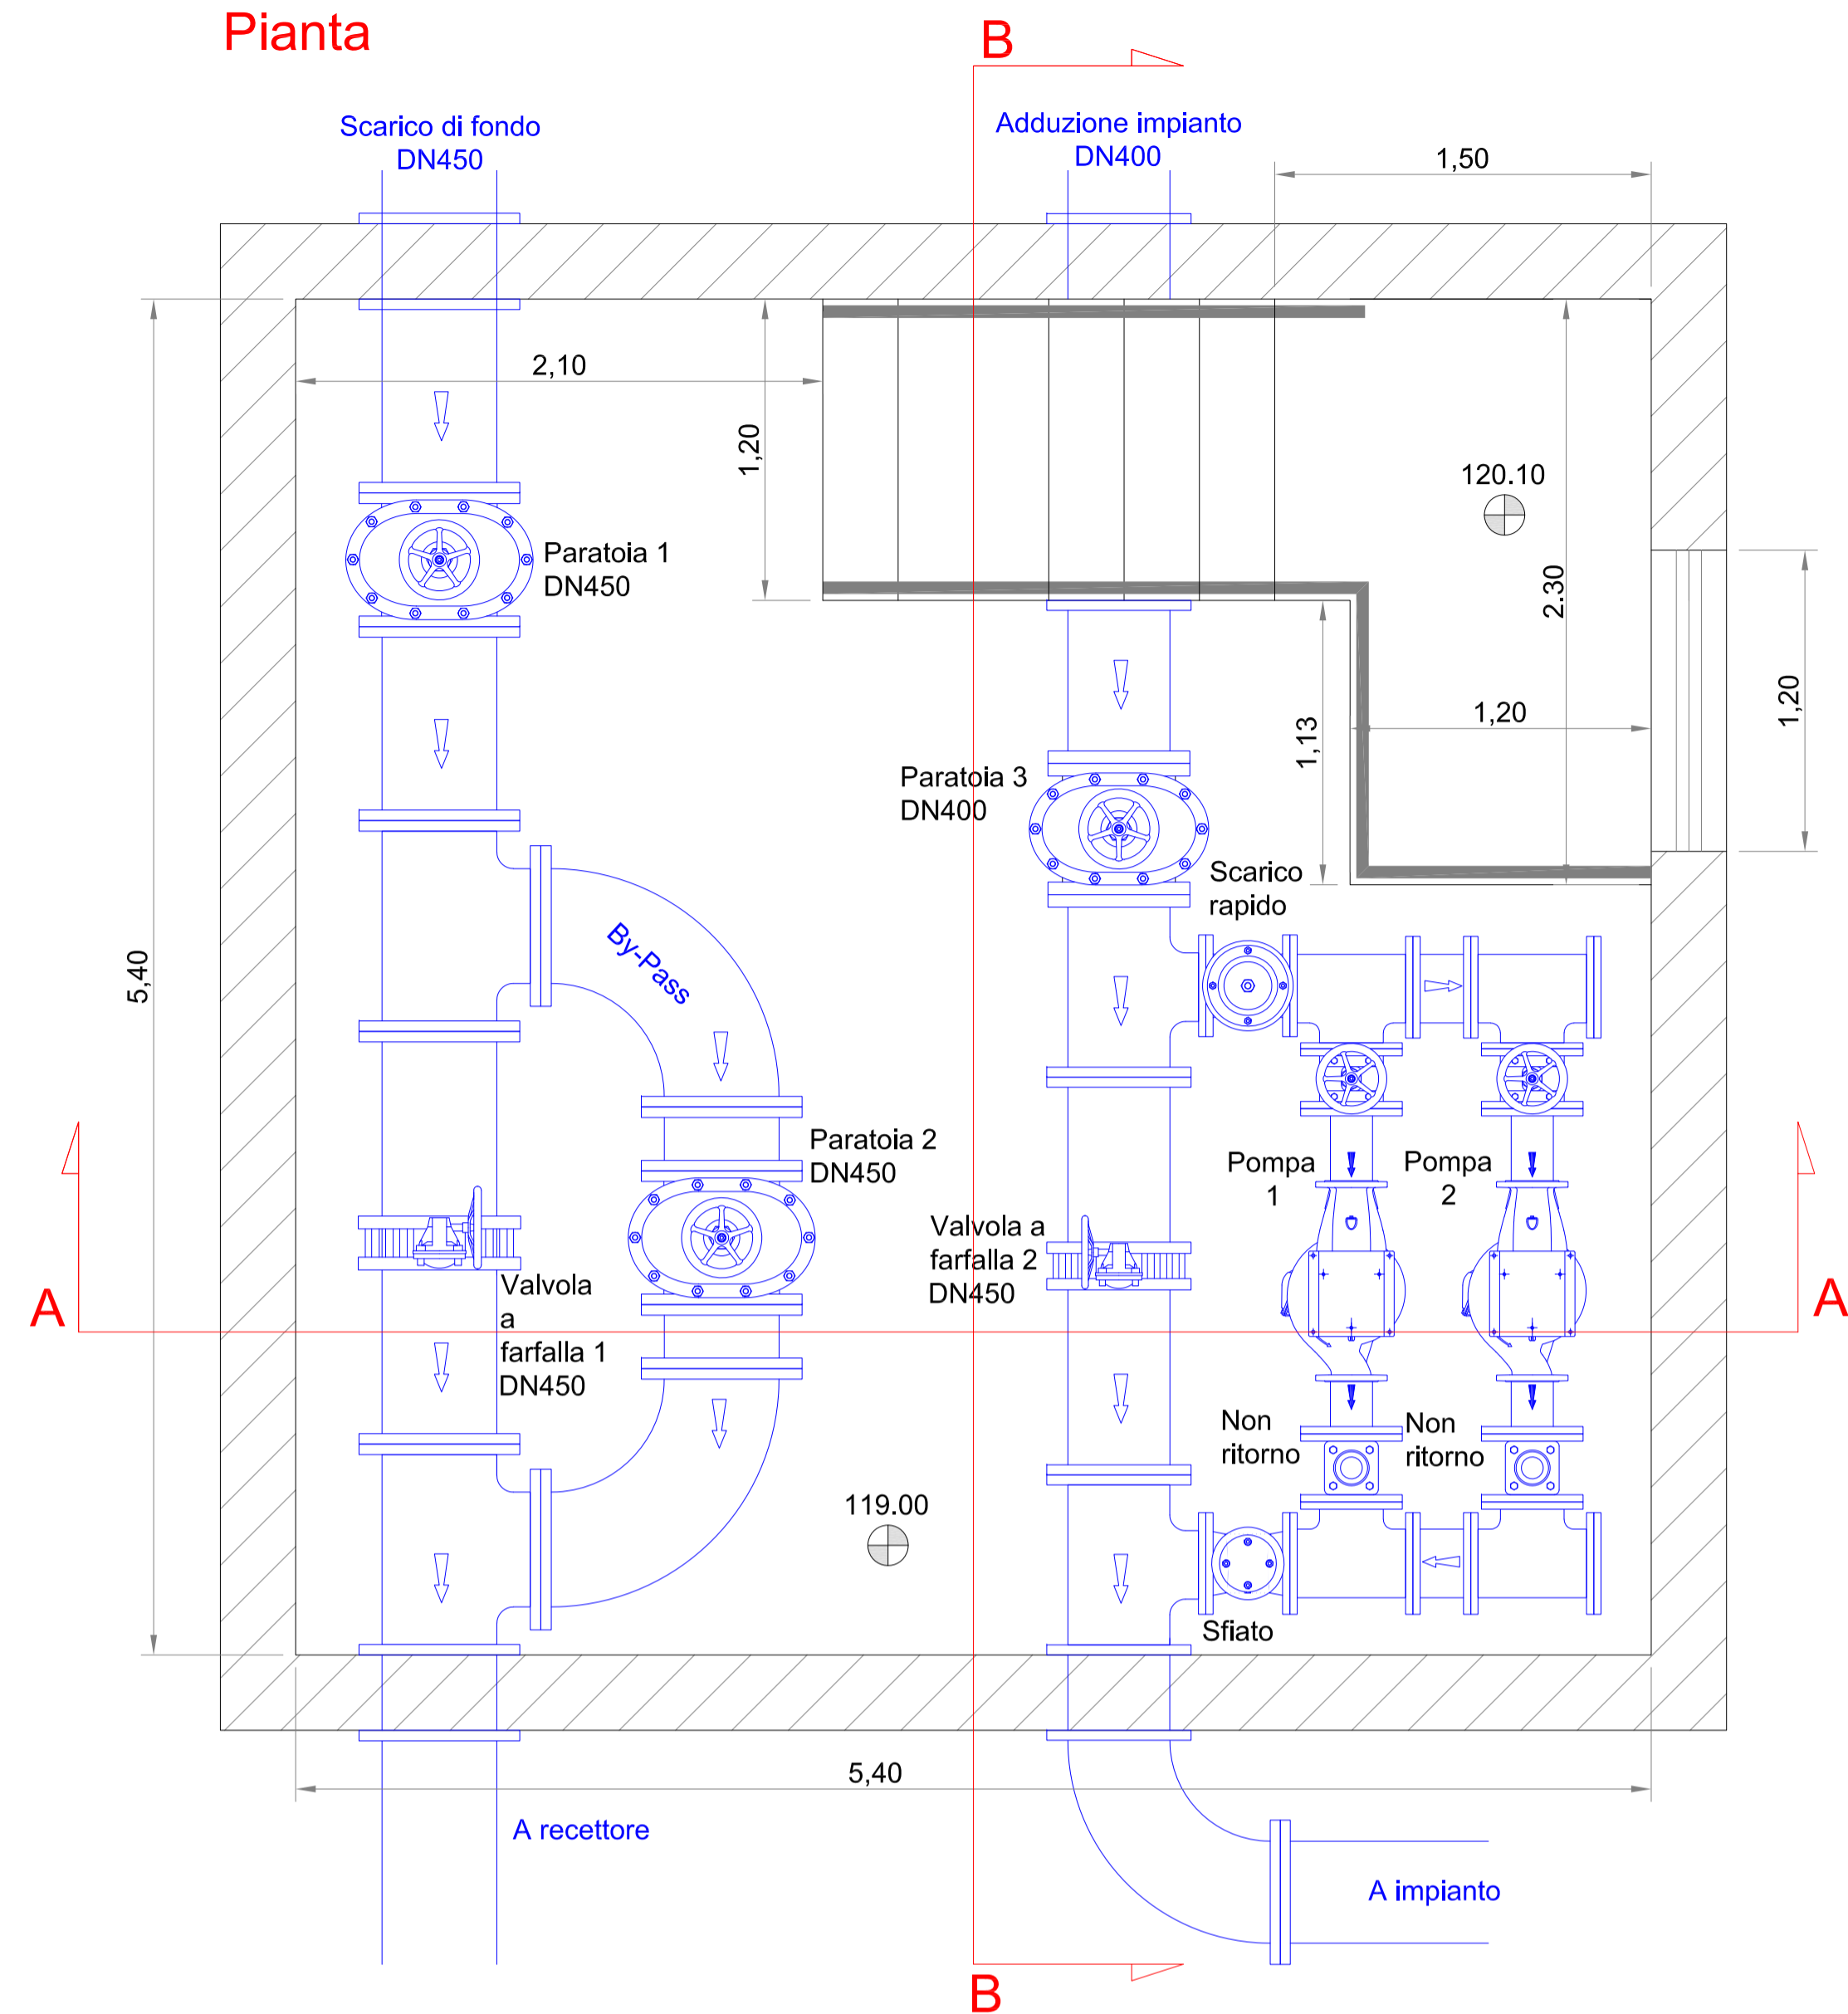 Pianta
B
Scarico di fondo
DN450
Adduzione impianto
DN400
1,50
2,10
1,20
120.10
Paratoia 1
DN450
2.30
1,20
1,20
1,13
Paratoia 3
DN400
Scarico
rapido
By-Pass
5,40
Paratoia 2
DN450
Pompa
1
Pompa
2
Valvola a
farfalla 2
DN450
Valvola
a
farfalla 1
DN450
A
A
Non
ritorno
Non
ritorno
119.00
Sfiato
5,40
A recettore
A impianto
B